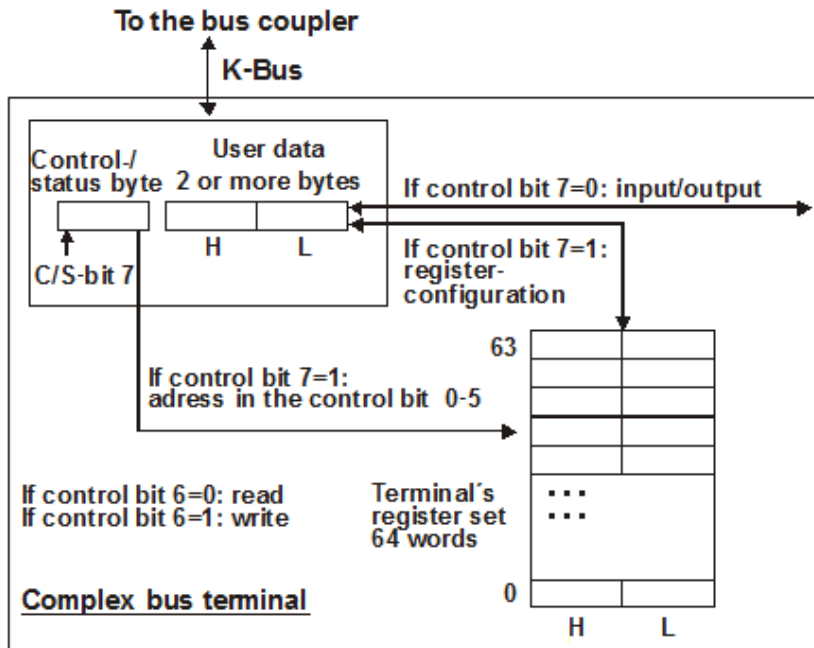 To the bus coupler
K-Bus
User data
2 or more bytes
Control-/
status byte
H
L
C/S-bit 7
If control bit 7=0: input/output
If control bit 7=1:
register-
configuration
If control bit 7=1:
adress in the control bit 0-5
63
If control bit 6=0: read
If control bit 6=1: write
Terminal´s
register set
64 words
...
...
0
H
L
Complex bus terminal